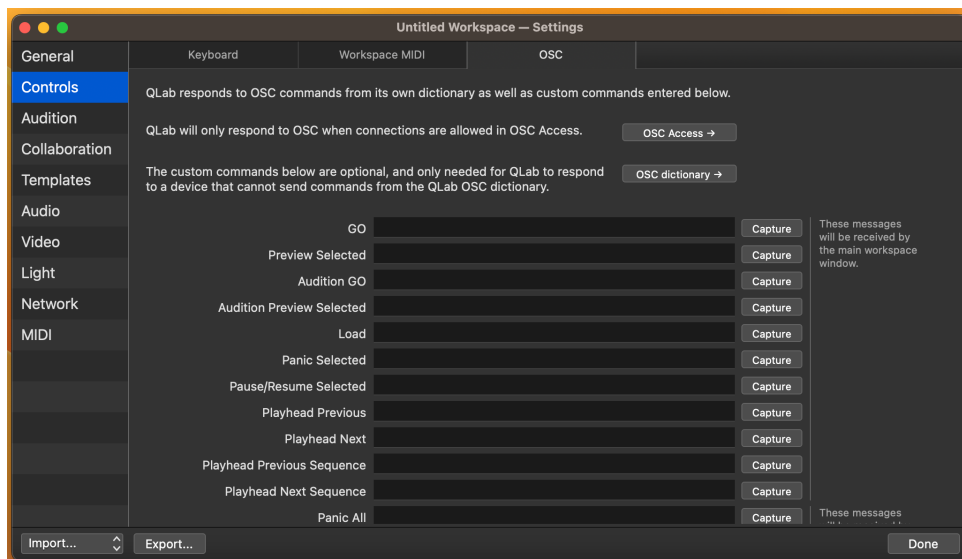 Untitled Workspace — Settings
General
Controls
Audition
Collaboration
Templates
Audio
Video
Light
Network
MIDI
Keyboard
Workspace MIDI
OSC
QLab responds to OSC commands from its own dictionary as well as custom commands entered below.
QLab will only respond to OSC when connections are allowed in OSC Access.
OSC Access →
The custom commands below are optional, and only needed for QLab to respond
to a device that cannot send commands from the QLab OSC dictionary.
OSC dictionary →
GO Capture
Preview Selected Capture
Audition GO Capture
Audition Preview Selected Capture
Load Capture
Panic Selected Capture
Pause/Resume Selected Capture
Playhead Previous Capture
Playhead Next Capture
Playhead Previous Sequence Capture
Playhead Next Sequence Capture
Panic All Capture
These messages
will be received by
the main workspace
window.
These messages
Import...
Export...
Done